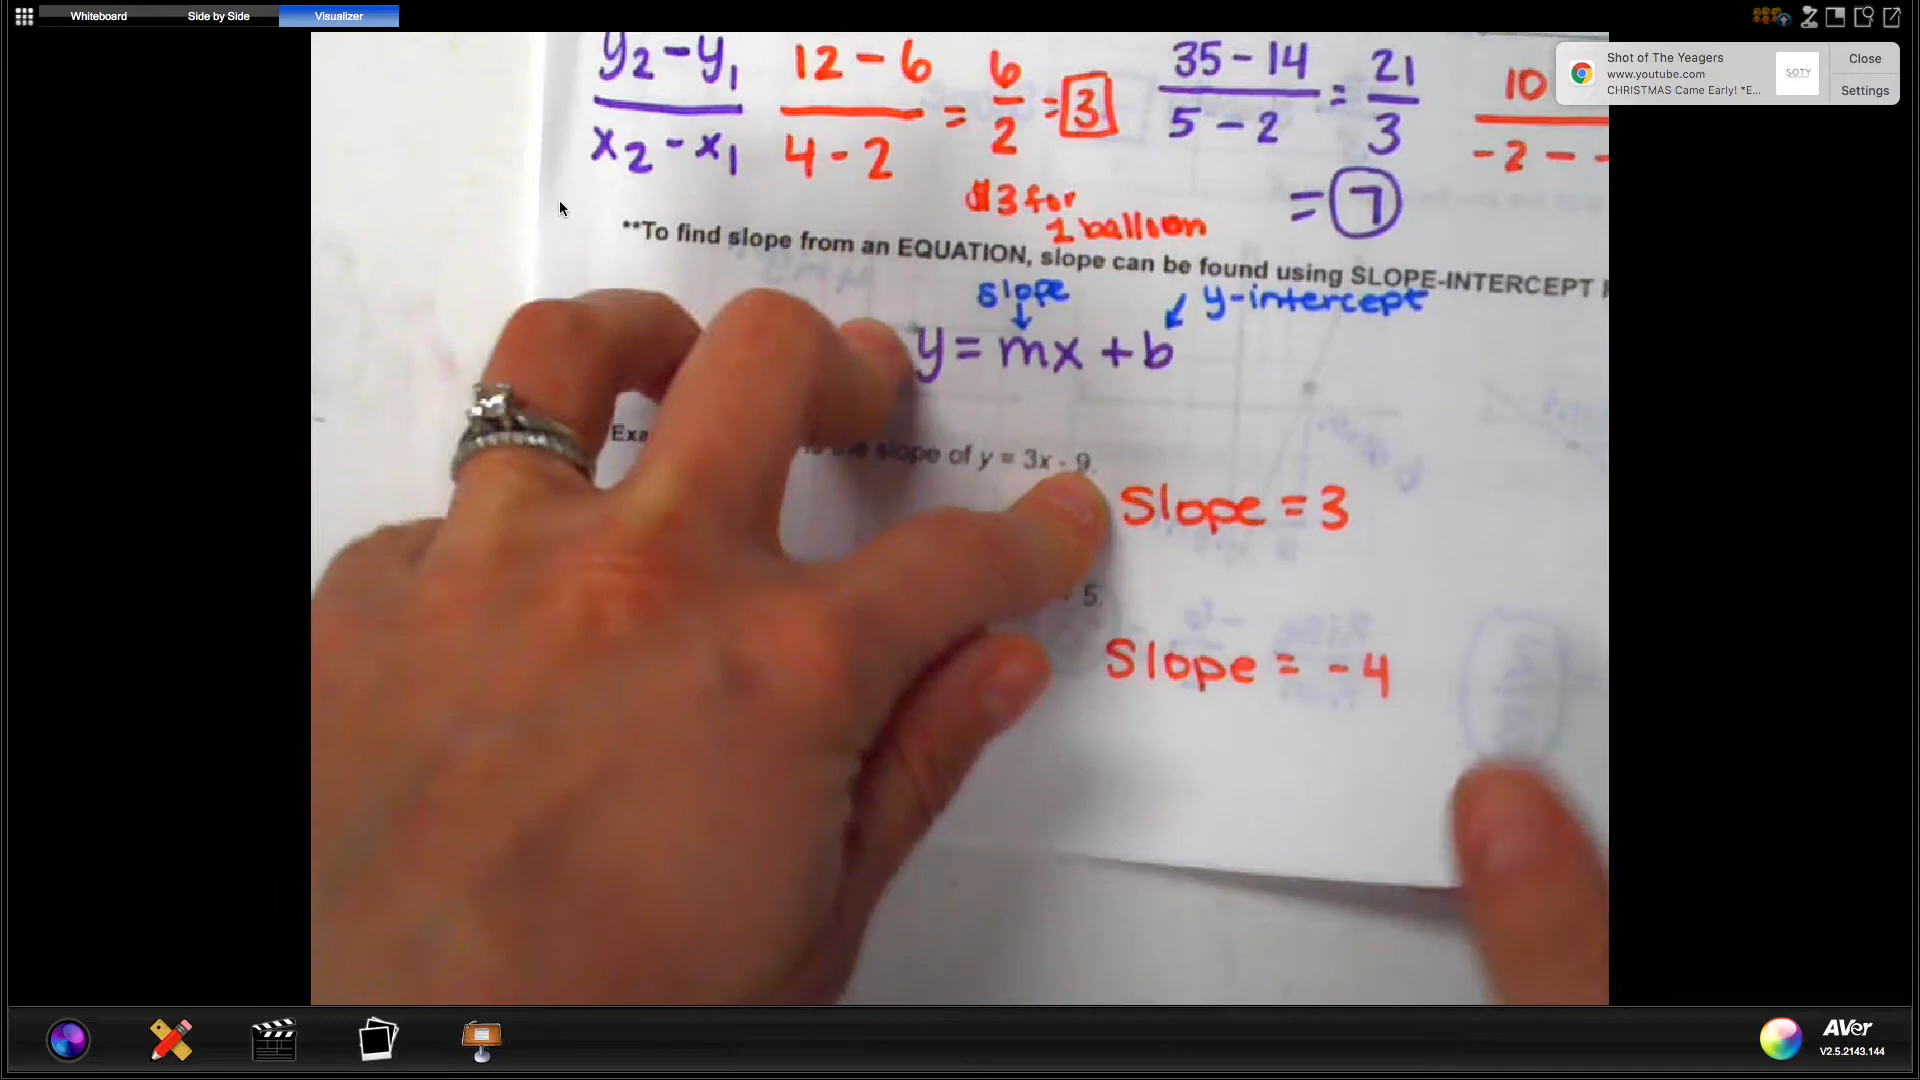 Whiteboard Side by Side Visualizer
Shot of The Yeagers
www.youtube.com
CHRISTMAS Came Early! *E...
SOTY
Close
Settings
y₂-y₁ 12-6 6 35-14 21 10
= =3 =
x₂-x₁ 4-2 2 5-2 3 -2--
$3 for
1 balloon
=7
**To find slope from an EQUATION, slope can be found using SLOPE-INTERCEPT
slope y-intercept
y=mx+b
slope of y = 3x - 9.
Slope = 3
5.
Slope = -4
AVer
V2.5.2143.144